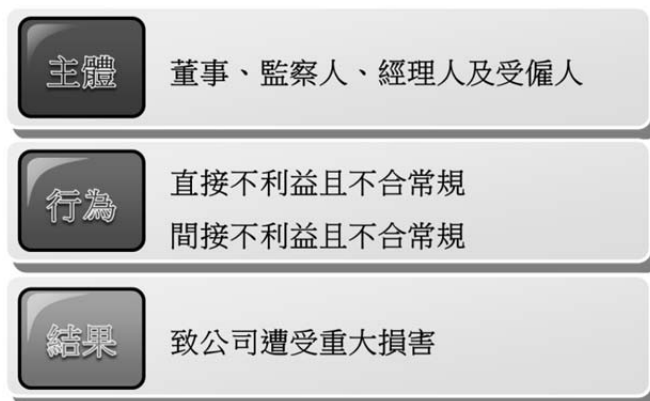 主體
董事、監察人、經理人及受僱人
行為
直接不利益且不合常規
間接不利益且不合常規
結果
致公司遭受重大損害